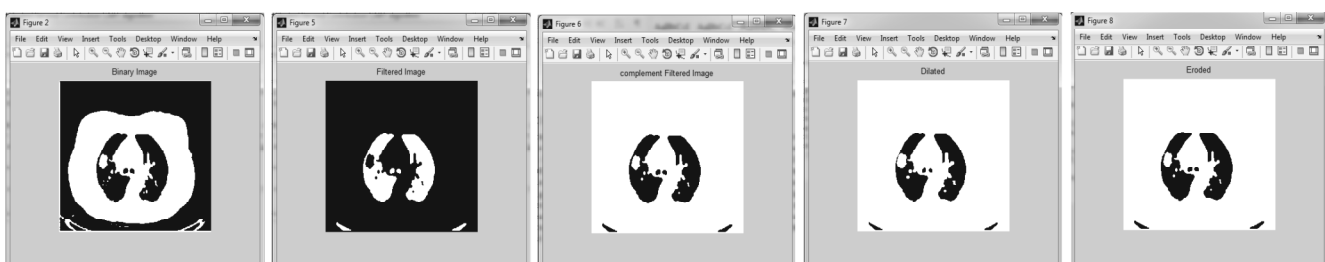 Figure 2
File Edit View Insert Tools Desktop Window Help
Binary Image
Figure 5
File Edit View Insert Tools Desktop Window Help
Filtered Image
Figure 6
File Edit View Insert Tools Desktop Window Help
complement Filtered Image
Figure 7
File Edit View Insert Tools Desktop Window Help
Dilated
Figure 8
File Edit View Insert Tools Desktop Window Help
Eroded